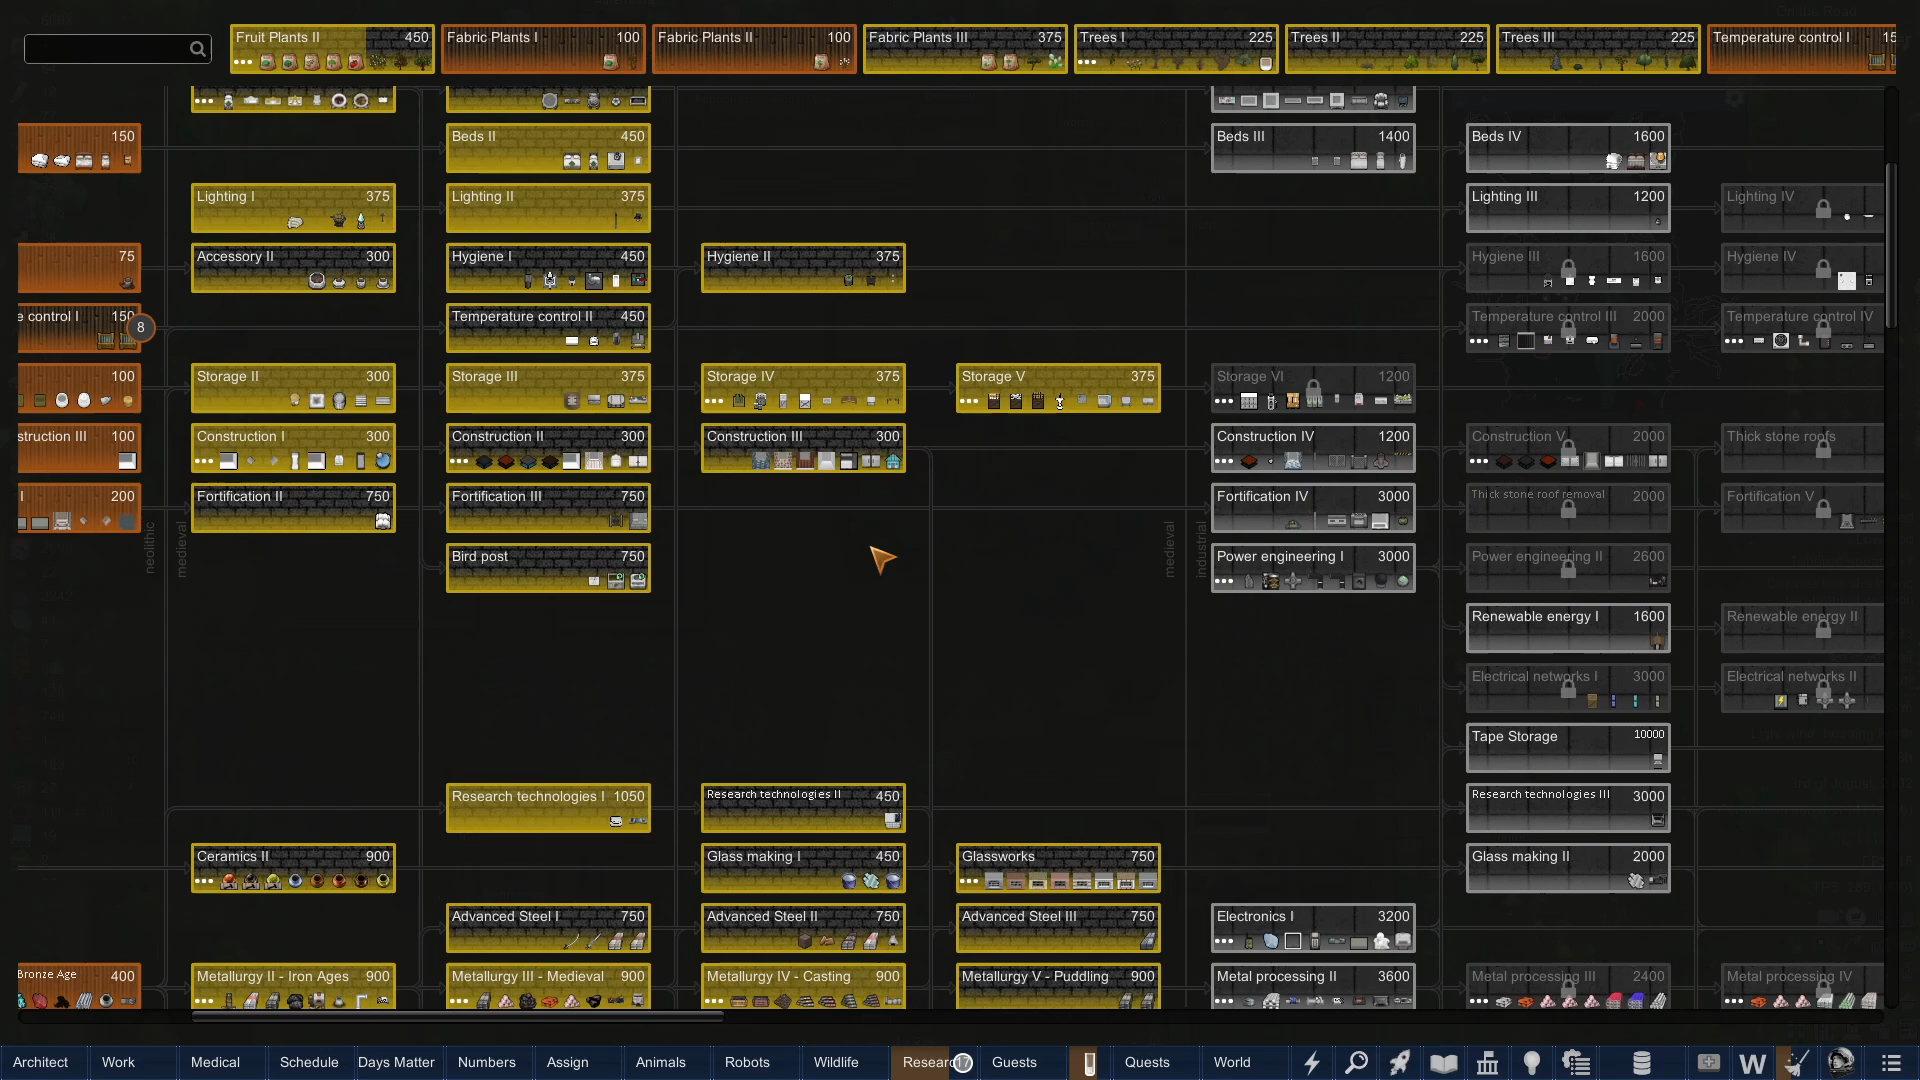 Fruit Plants II 450
Fabric Plants I 100
Fabric Plants II 100
Fabric Plants III 375
Trees I 225
Trees II 225
Trees III 225
Temperature control I 15
150
Beds II 450
Beds III 1400
Beds IV 1600
Lighting I 375
Lighting II 375
Lighting III 1200
Lighting IV
75
Accessory II 300
Hygiene I 450
Hygiene II 375
Hygiene III 1600
Hygiene IV
e control I 150
8
Temperature control II 450
Temperature control III 2000
Temperature control IV
100
Storage II 300
Storage III 375
Storage IV 375
Storage V 375
Storage VI 1200
struction III 100
Construction I 300
Construction II 300
Construction III 300
Construction IV 1200
Construction V 2000
Thick stone roofs
I 200
Fortification II 750
Fortification III 750
Fortification IV 3000
Thick stone roof removal 2000
Fortification V
neolithic
medieval
medieval
industrial
Bird post 750
Power engineering I 3000
Power engineering II 2600
Renewable energy I 1600
Renewable energy II
Electrical networks I 3000
Electrical networks II
Tape Storage 10000
Research technologies I 1050
Research technologies II 450
Research technologies III 3000
Ceramics II 900
Glass making I 450
Glassworks 750
Glass making II 2000
Advanced Steel I 750
Advanced Steel II 750
Advanced Steel III 750
Electronics I 3200
Bronze Age 400
Metallurgy II - Iron Ages 900
Metallurgy III - Medieval 900
Metallurgy IV - Casting 900
Metallurgy V - Puddling 900
Metal processing II 3600
Metal processing III 2400
Metal processing IV
Architect Work Medical Schedule Days Matter Numbers Assign Animals Robots Wildlife Researc 17 Guests Quests World W